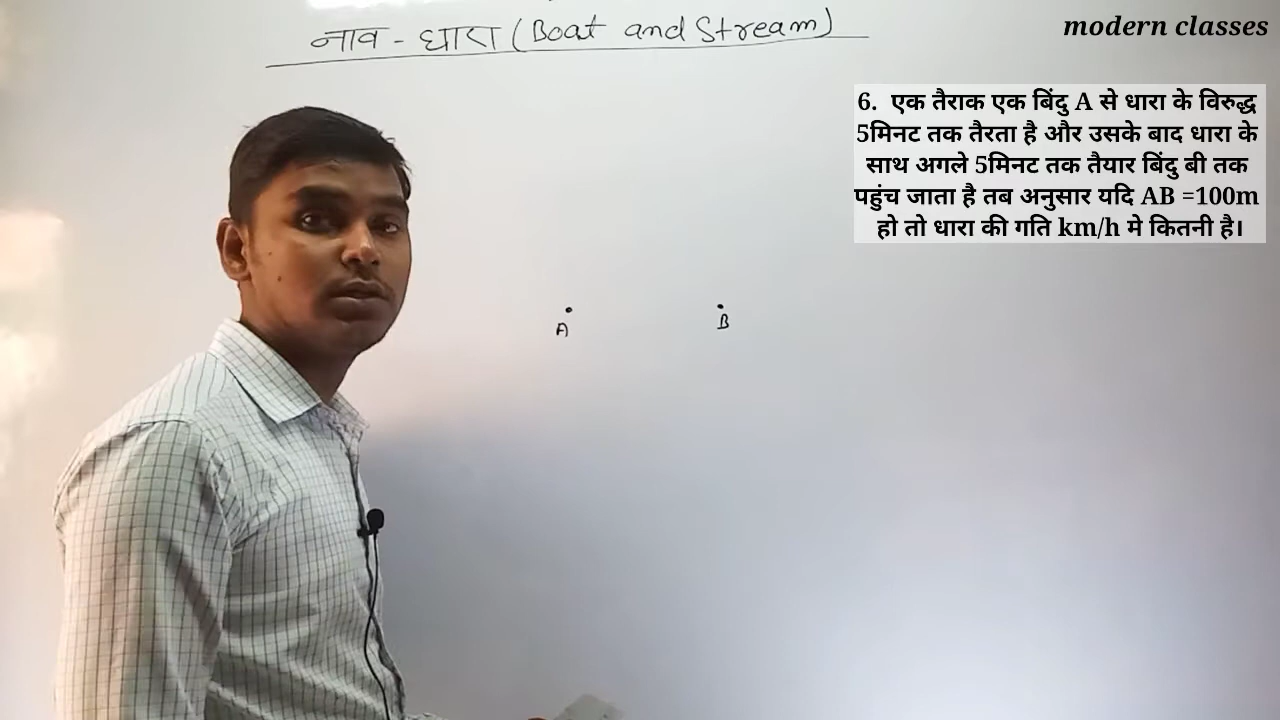 नाव - धारा (Boat and Stream)
modern classes
6. एक तैराक एक बिंदु A से धारा के विरुद्ध
5मिनट तक तैरता है और उसके बाद धारा के
साथ अगले 5मिनट तक तैयार बिंदु बी तक
पहुंच जाता है तब अनुसार यदि AB =100m
हो तो धारा की गति km/h मे कितनी है।
A
B